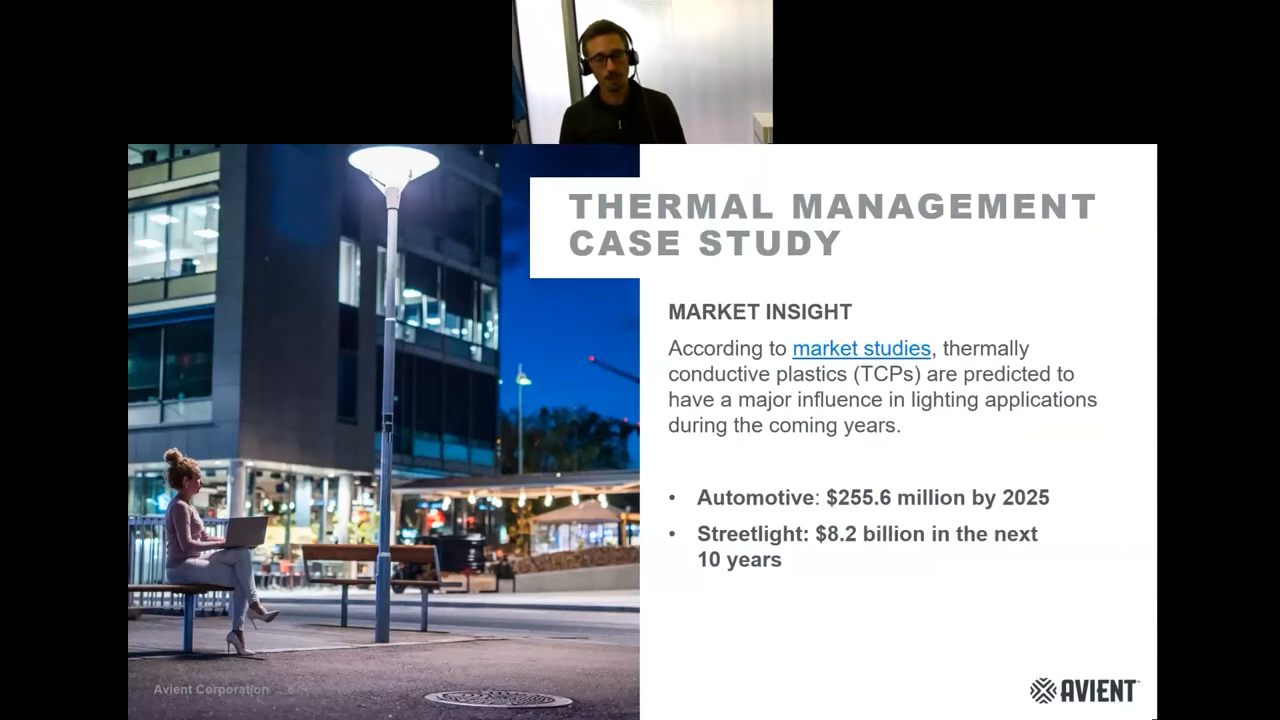 THERMAL MANAGEMENT
CASE STUDY
MARKET INSIGHT
According to market studies, thermally
conductive plastics (TCPs) are predicted to
have a major influence in lighting applications
during the coming years.
• Automotive: $255.6 million by 2025
• Streetlight: $8.2 billion in the next
10 years
Avient Corporation
AVIENT